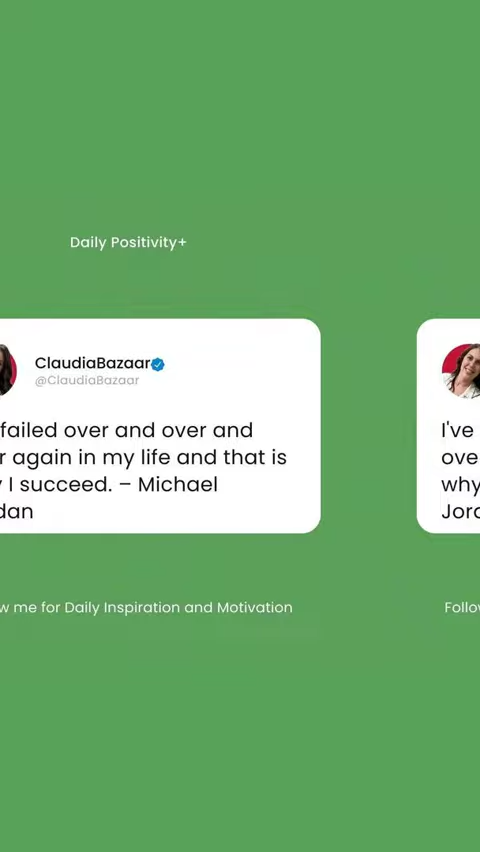 Daily Positivity+
ClaudiaBazaar
@ClaudiaBazaar
failed over and over and
r again in my life and that is
y I succeed. – Michael
dan
w me for Daily Inspiration and Motivation
I've
ove
why
Jor
Follo